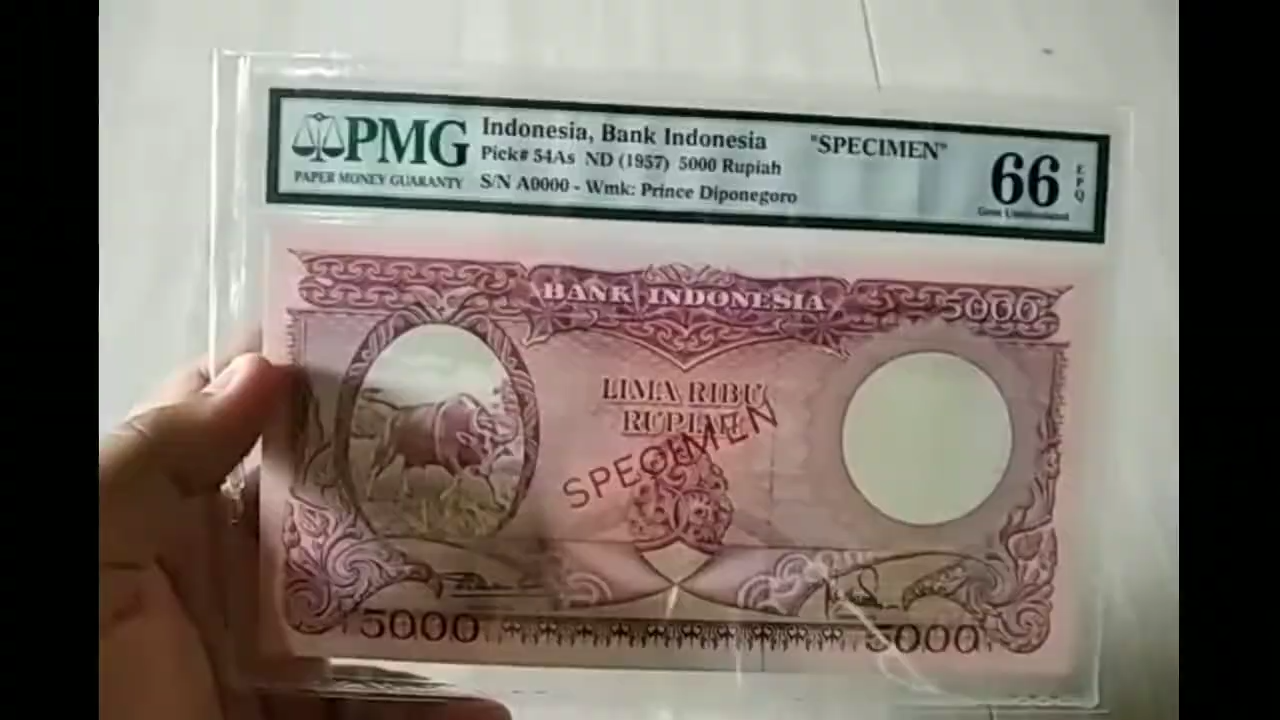 PMG
PAPER MONEY GUARANTY
Indonesia, Bank Indonesia "SPECIMEN"
Pick# 54As ND (1957) 5000 Rupiah
S/N A0000 - Wmk: Prince Diponegoro
66 EPQ
Gem Uncirculated
BANK INDONESIA 5000
LIMA RIBU
RUPIAH
SPECIMEN
5000 5000